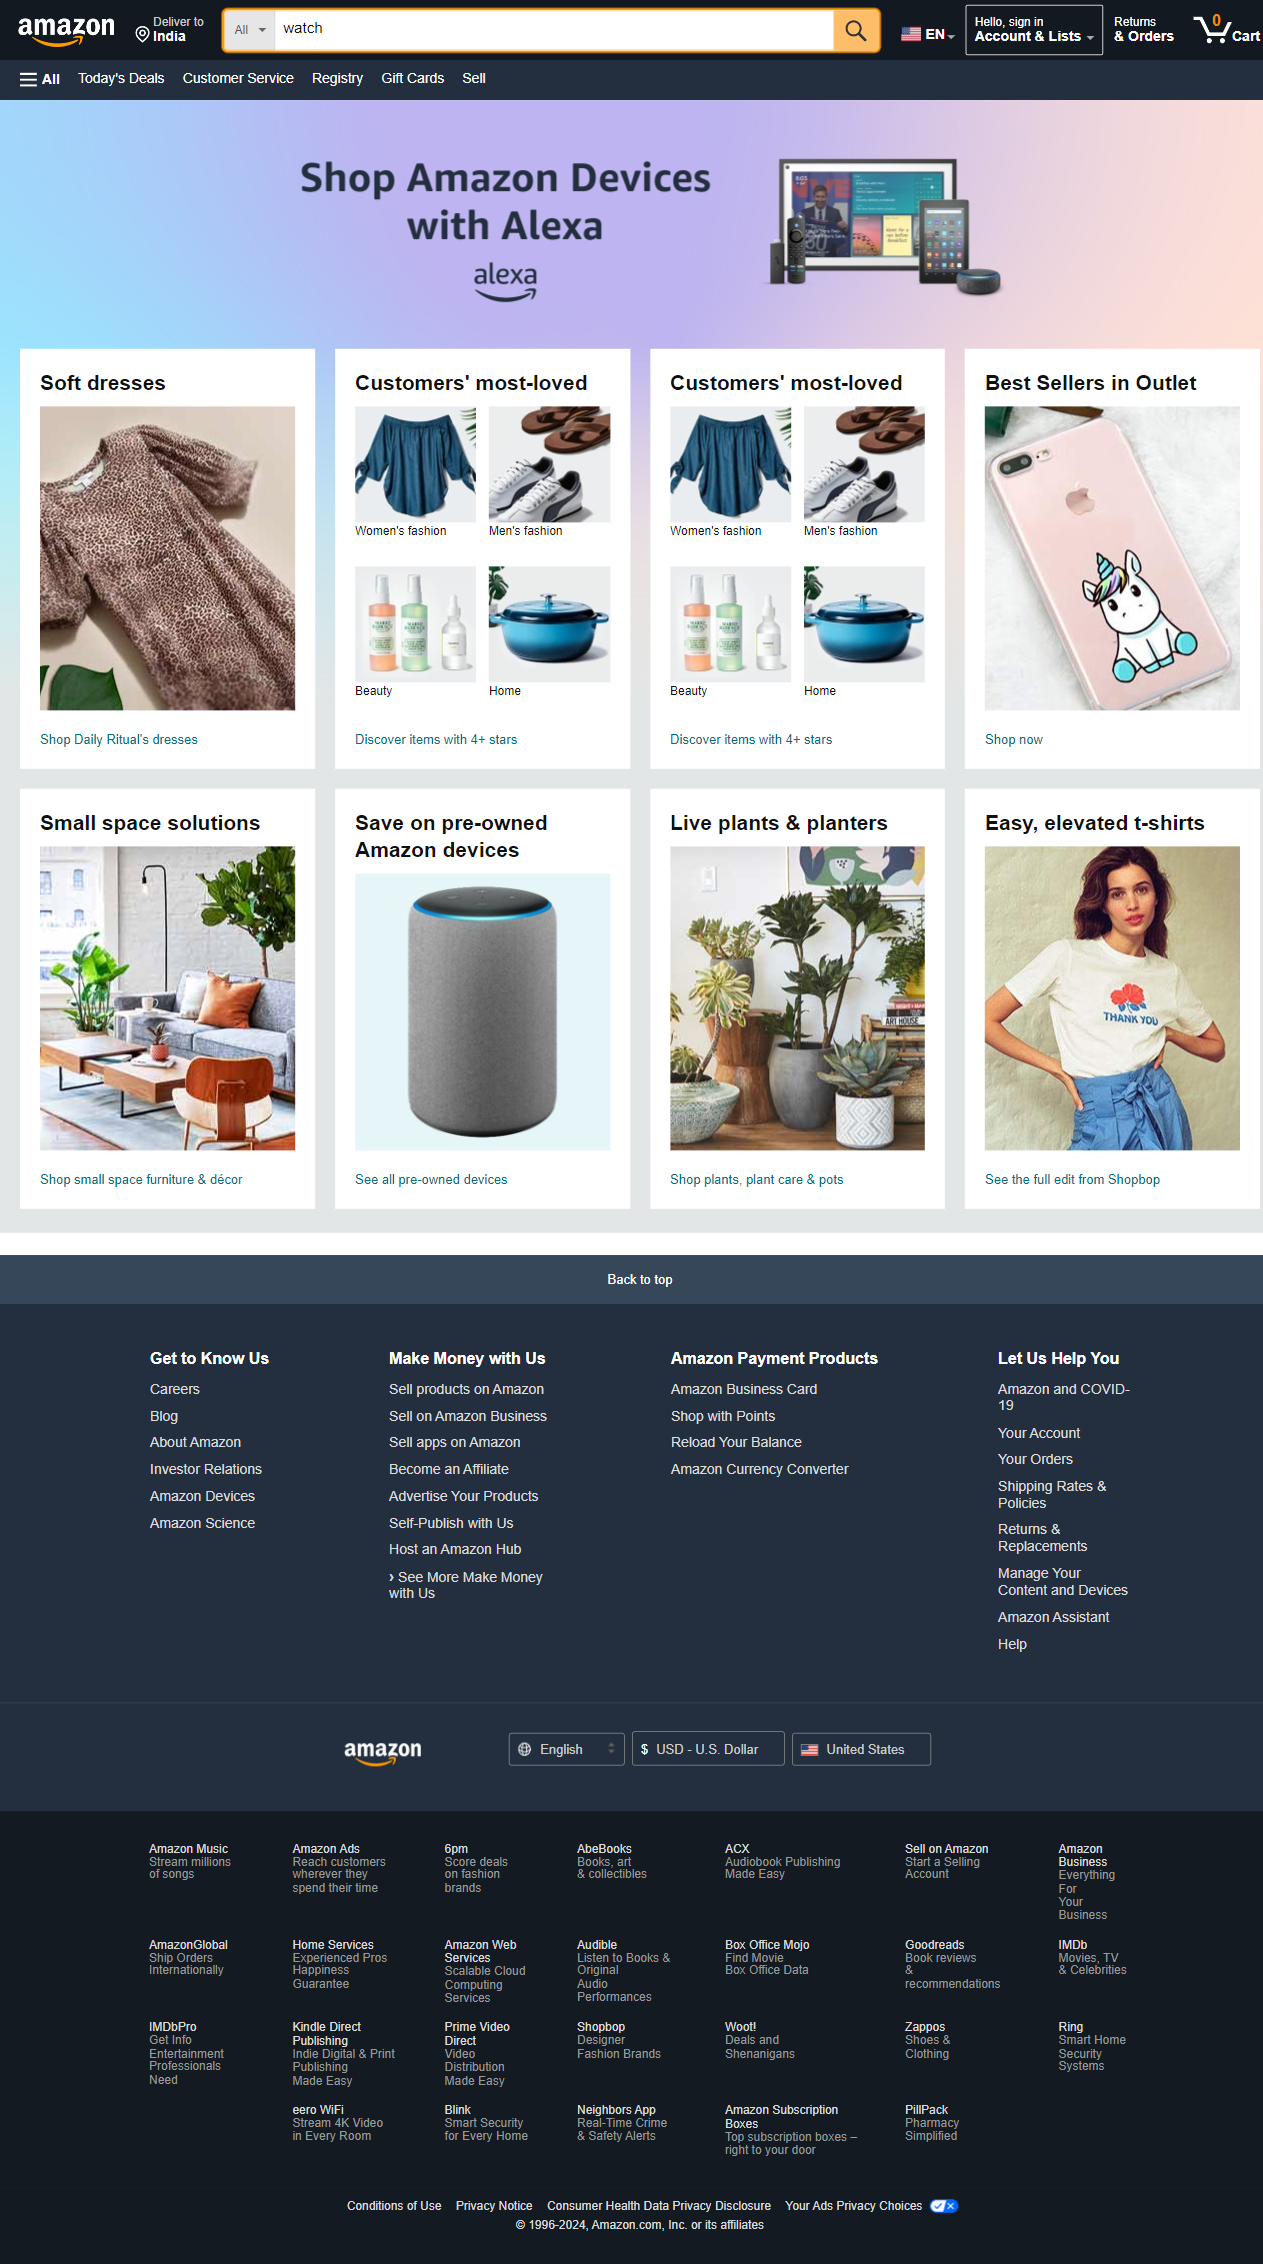 amazon
Deliver to
India
All
watch
EN
Hello, sign in
Account & Lists
Returns
& Orders
0
Cart
All
Today's Deals
Customer Service
Registry
Gift Cards
Sell
Shop Amazon Devices
with Alexa
alexa
Soft dresses
Shop Daily Ritual's dresses
Customers' most-loved
Women's fashion
Men's fashion
Beauty
Home
Discover items with 4+ stars
Customers' most-loved
Women's fashion
Men's fashion
Beauty
Home
Discover items with 4+ stars
Best Sellers in Outlet
Shop now
Small space solutions
Shop small space furniture & décor
Save on pre-owned
Amazon devices
See all pre-owned devices
Live plants & planters
ART HOUSE
Shop plants, plant care & pots
Easy, elevated t-shirts
THANK YOU
See the full edit from Shopbop
Back to top
Get to Know Us
Careers
Blog
About Amazon
Investor Relations
Amazon Devices
Amazon Science
Make Money with Us
Sell products on Amazon
Sell on Amazon Business
Sell apps on Amazon
Become an Affiliate
Advertise Your Products
Self-Publish with Us
Host an Amazon Hub
› See More Make Money
with Us
Amazon Payment Products
Amazon Business Card
Shop with Points
Reload Your Balance
Amazon Currency Converter
Let Us Help You
Amazon and COVID-
19
Your Account
Your Orders
Shipping Rates &
Policies
Returns &
Replacements
Manage Your
Content and Devices
Amazon Assistant
Help
amazon
English
$ USD - U.S. Dollar
United States
Amazon Music
Stream millions
of songs
Amazon Ads
Reach customers
wherever they
spend their time
6pm
Score deals
on fashion
brands
AbeBooks
Books, art
& collectibles
ACX
Audiobook Publishing
Made Easy
Sell on Amazon
Start a Selling
Account
Amazon
Business
Everything
For
Your
Business
AmazonGlobal
Ship Orders
Internationally
Home Services
Experienced Pros
Happiness
Guarantee
Amazon Web
Services
Scalable Cloud
Computing
Services
Audible
Listen to Books &
Original
Audio
Performances
Box Office Mojo
Find Movie
Box Office Data
Goodreads
Book reviews
&
recommendations
IMDb
Movies, TV
& Celebrities
IMDbPro
Get Info
Entertainment
Professionals
Need
Kindle Direct
Publishing
Indie Digital & Print
Publishing
Made Easy
Prime Video
Direct
Video
Distribution
Made Easy
Shopbop
Designer
Fashion Brands
Woot!
Deals and
Shenanigans
Zappos
Shoes &
Clothing
Ring
Smart Home
Security
Systems
eero WiFi
Stream 4K Video
in Every Room
Blink
Smart Security
for Every Home
Neighbors App
Real-Time Crime
& Safety Alerts
Amazon Subscription
Boxes
Top subscription boxes –
right to your door
PillPack
Pharmacy
Simplified
Conditions of Use
Privacy Notice
Consumer Health Data Privacy Disclosure
Your Ads Privacy Choices
© 1996-2024, Amazon.com, Inc. or its affiliates